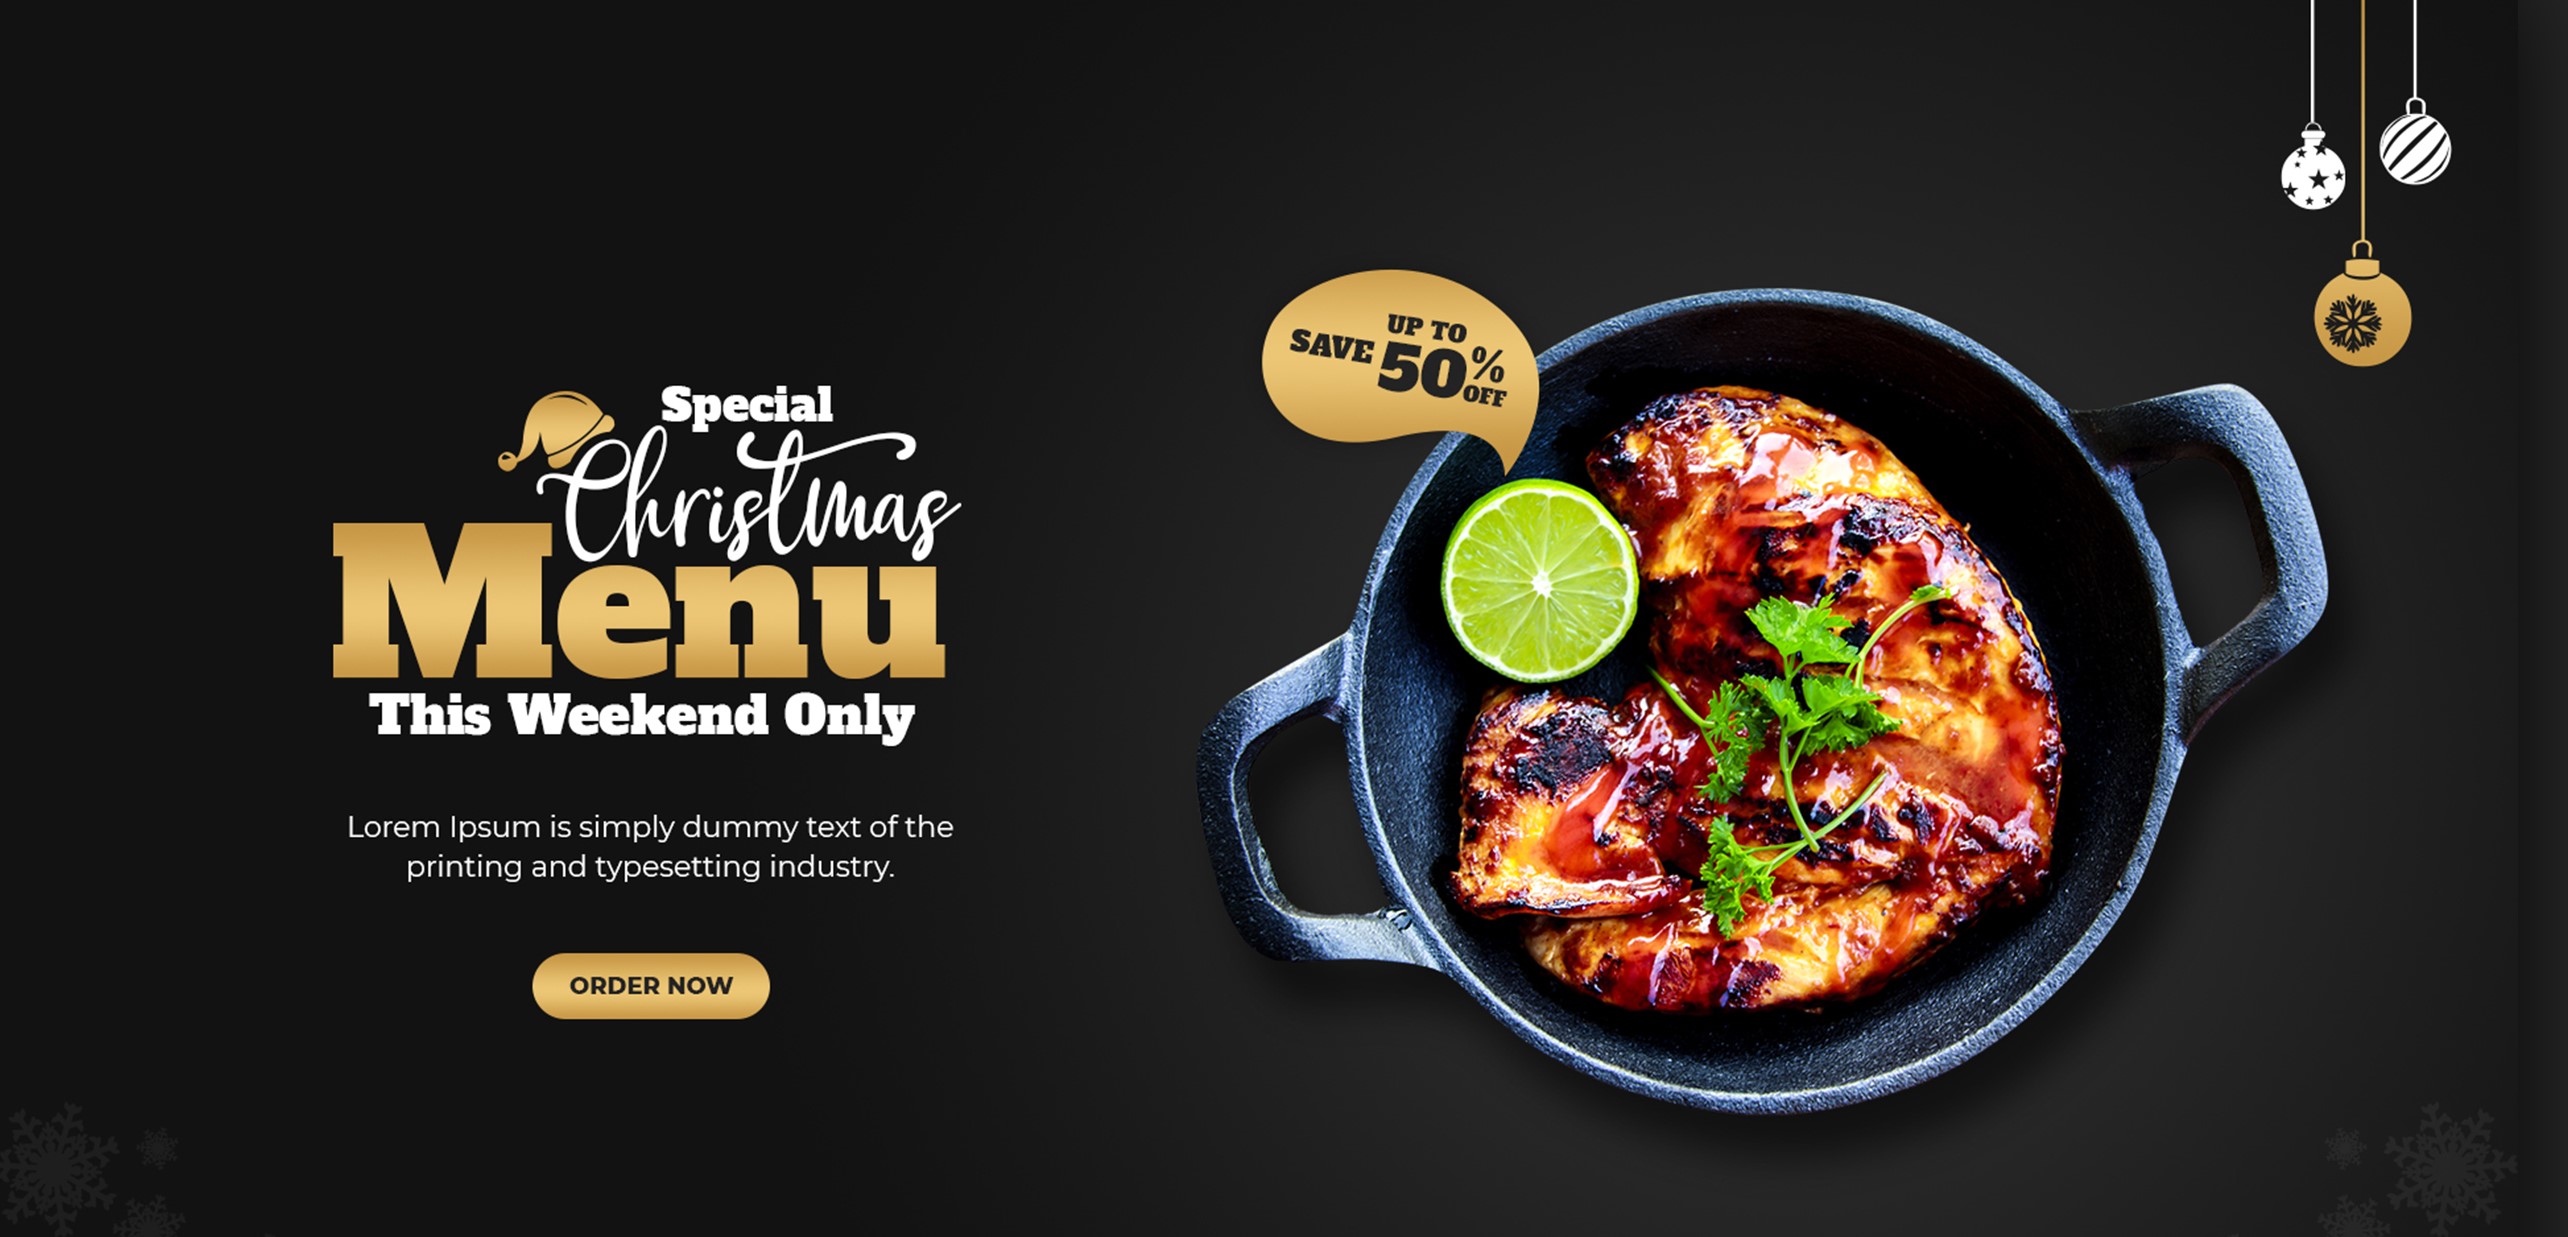 Special
Christmas
Menu
This Weekend Only
Lorem Ipsum is simply dummy text of the
printing and typesetting industry.
ORDER NOW
UP TO
SAVE 50%
OFF